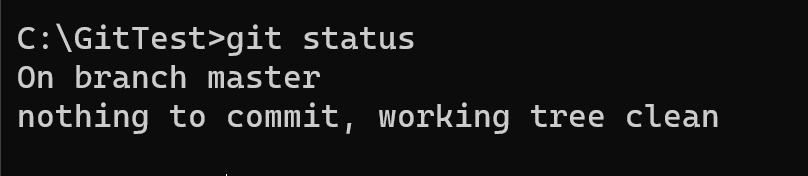 C:\GitTest>git status
On branch master
nothing to commit, working tree clean